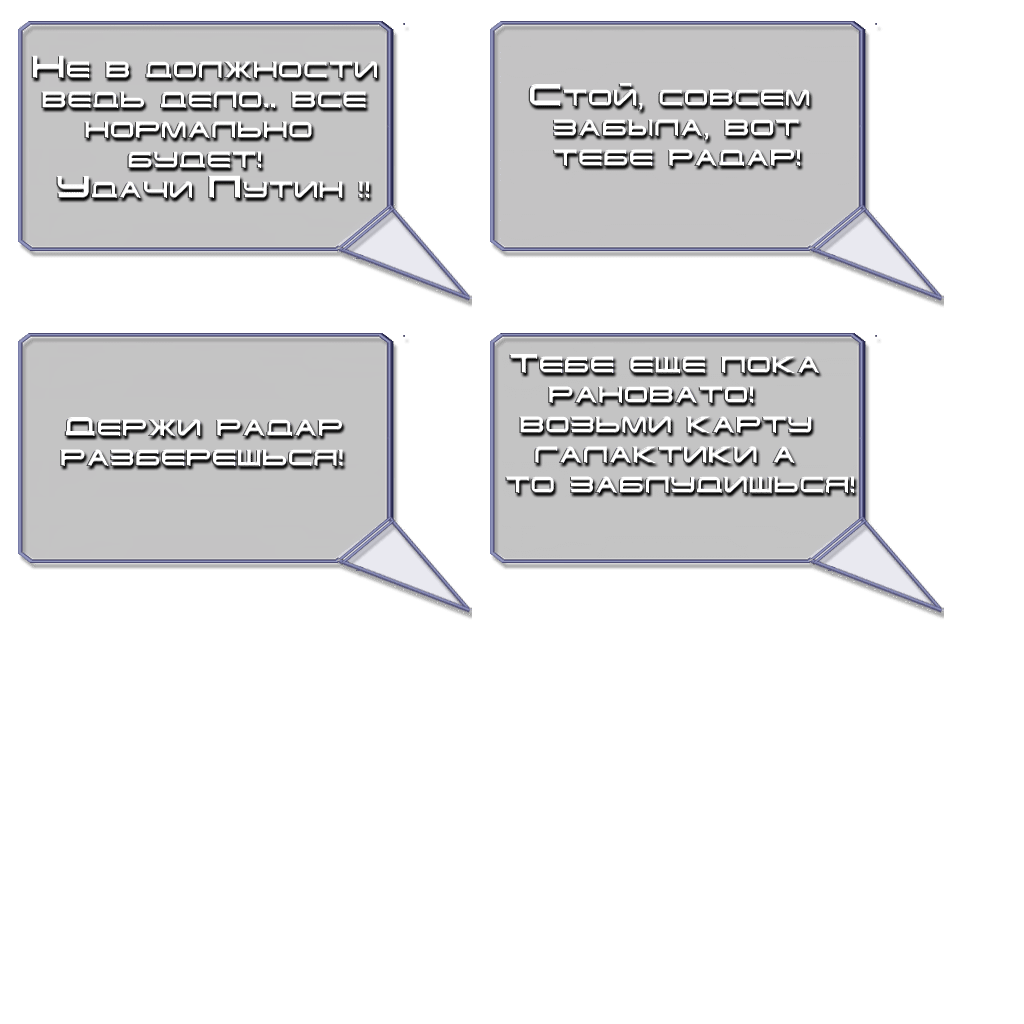 Не в должности
ведь дело.. все
нормально
будет!
Удачи Путин !!
Стой, совсем
забыла, вот
тебе радар!
Держи радар
разберешься!
Тебе еще пока
рановато!
возьми карту
галактики а
то заблудишься!